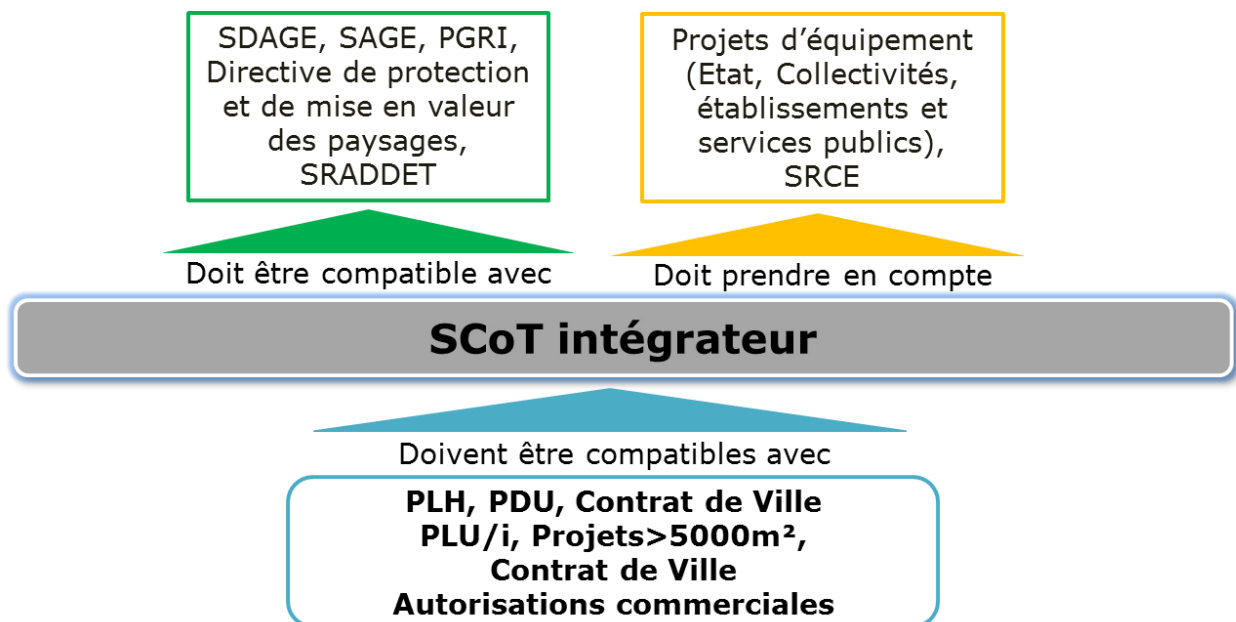 SDAGE, SAGE, PGRI,
Directive de protection
et de mise en valeur
des paysages,
SRADDET
Projets d’équipement
(Etat, Collectivités,
établissements et
services publics),
SRCE
Doit être compatible avec
Doit prendre en compte
SCoT intégrateur
Doivent être compatibles avec
PLH, PDU, Contrat de Ville
PLU/i, Projets>5000m²,
Contrat de Ville
Autorisations commerciales